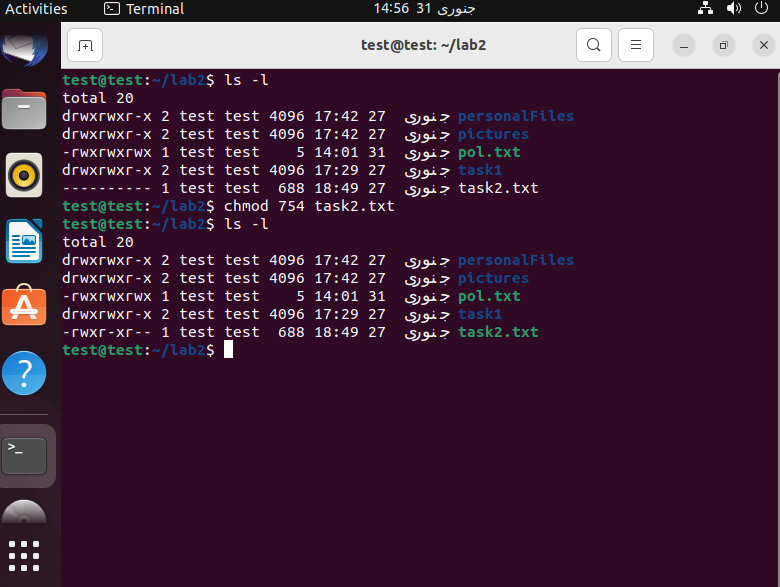 Activities Terminal 14:56 31 جنوری
test@test: ~/lab2
test@test:~/lab2$ ls -l
total 20
drwxrwxr-x 2 test test 4096 17:42 27 جنوری personalFiles
drwxrwxr-x 2 test test 4096 17:42 27 جنوری pictures
-rwxrwxrwx 1 test test    5 14:01 31 جنوری pol.txt
drwxrwxr-x 2 test test 4096 17:29 27 جنوری task1
---------- 1 test test  688 18:49 27 جنوری task2.txt
test@test:~/lab2$ chmod 754 task2.txt
test@test:~/lab2$ ls -l
total 20
drwxrwxr-x 2 test test 4096 17:42 27 جنوری personalFiles
drwxrwxr-x 2 test test 4096 17:42 27 جنوری pictures
-rwxrwxrwx 1 test test    5 14:01 31 جنوری pol.txt
drwxrwxr-x 2 test test 4096 17:29 27 جنوری task1
-rwxr-xr-- 1 test test  688 18:49 27 جنوری task2.txt
test@test:~/lab2$